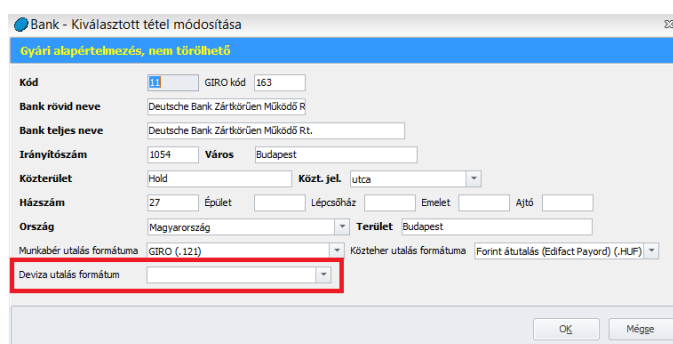 Bank - Kiválasztott tétel módosítása
Gyári alapértelmezés, nem törölhető
Kód 11 GIRO kód 163
Bank rövid neve Deutsche Bank Zártkörűen Működő R
Bank teljes neve Deutsche Bank Zártkörűen Működő Rt.
Irányítószám 1054 Város Budapest
Közterület Hold Közt. jel. utca
Házszám 27 Épület Lépcsőház Emelet Ajtó
Ország Magyarország Terület Budapest
Munkabér utalás formátuma GIRO (.121) Közteher utalás formátuma Forint átutalás (Edifact Payord) (.HUF)
Deviza utalás formátum
OK Mégse